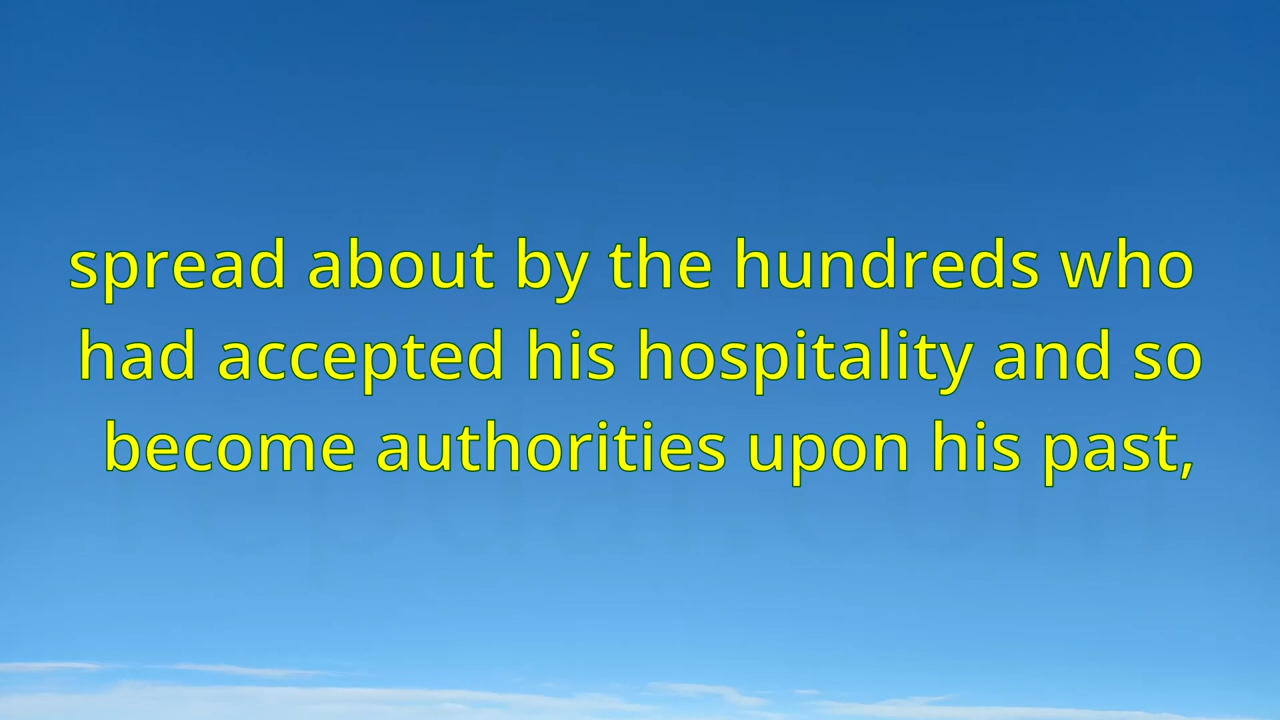 spread about by the hundreds who
had accepted his hospitality and so
become authorities upon his past,